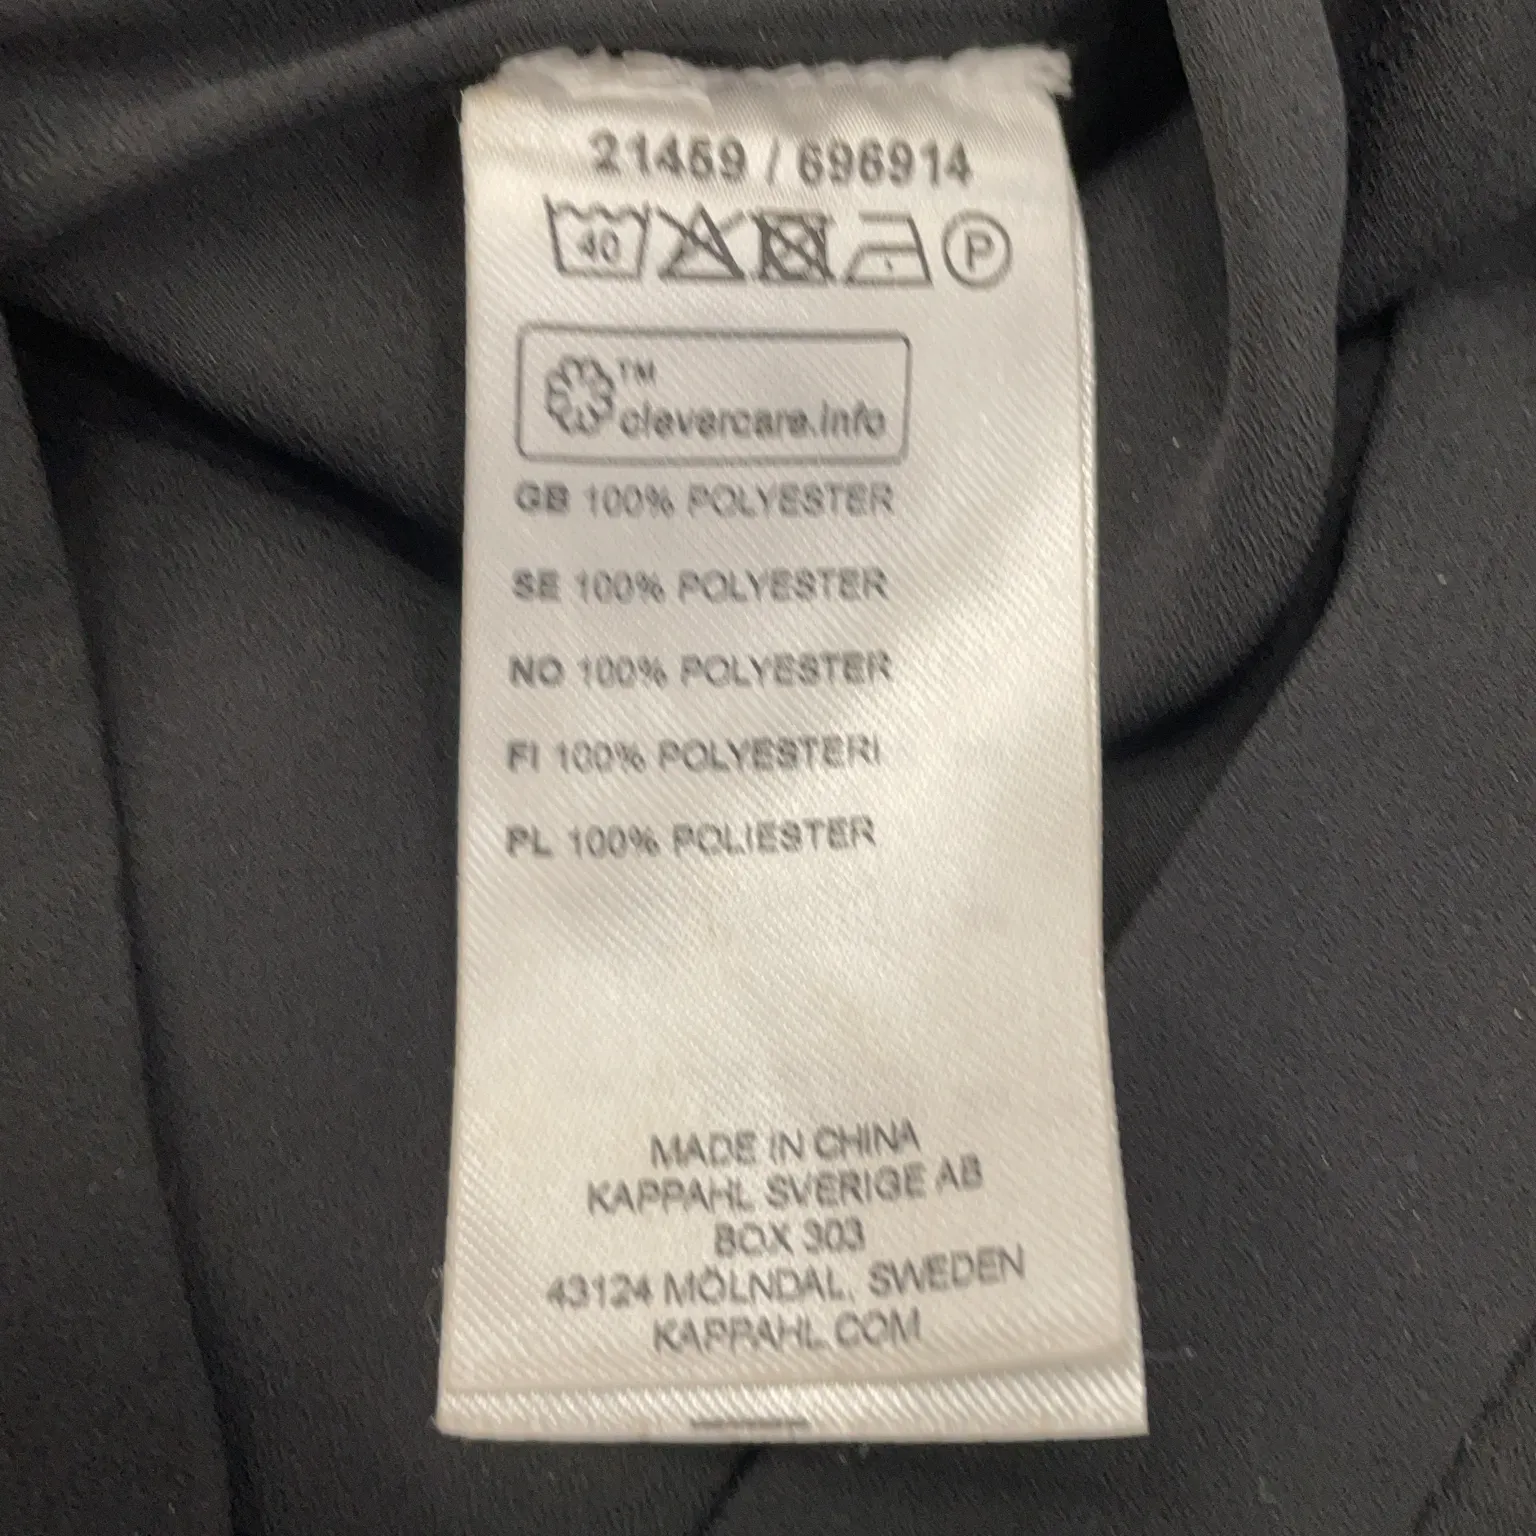 21459 / 696914
40 P
™
clevercare.info
GB 100% POLYESTER
SE 100% POLYESTER
NO 100% POLYESTER
FI 100% POLYESTERI
PL 100% POLIESTER
MADE IN CHINA
KAPPAHL SVERIGE AB
BOX 303
43124 MÖLNDAL, SWEDEN
KAPPAHL.COM